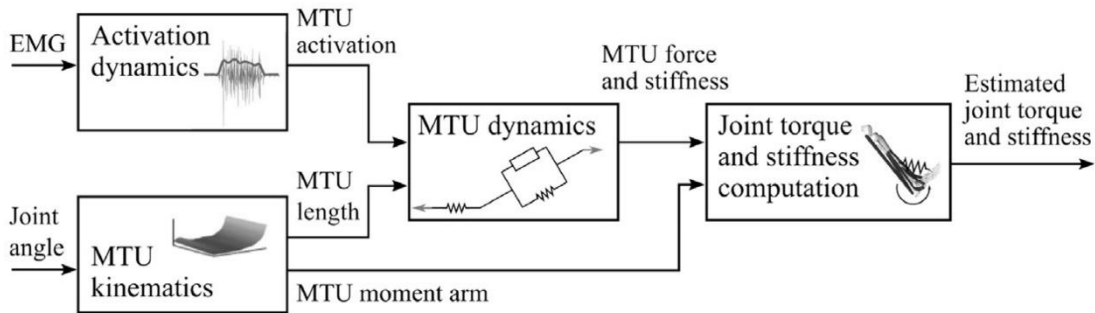 EMG
Activation
dynamics
MTU
activation
MTU force
and stiffness
Estimated
joint torque
and stiffness
MTU dynamics
Joint torque
and stiffness
computation
Joint
angle
MTU
kinematics
MTU
length
MTU moment arm